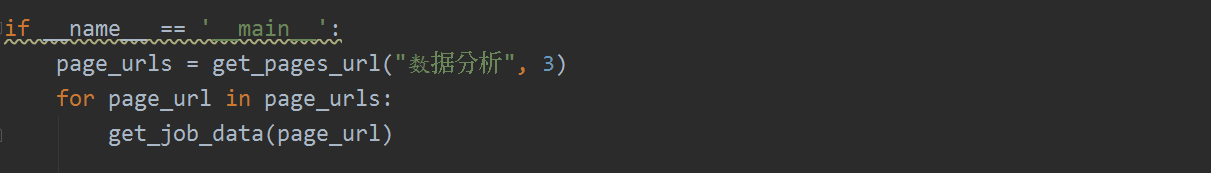 if __name__ == '__main__':
    page_urls = get_pages_url("数据分析", 3)
    for page_url in page_urls:
        get_job_data(page_url)